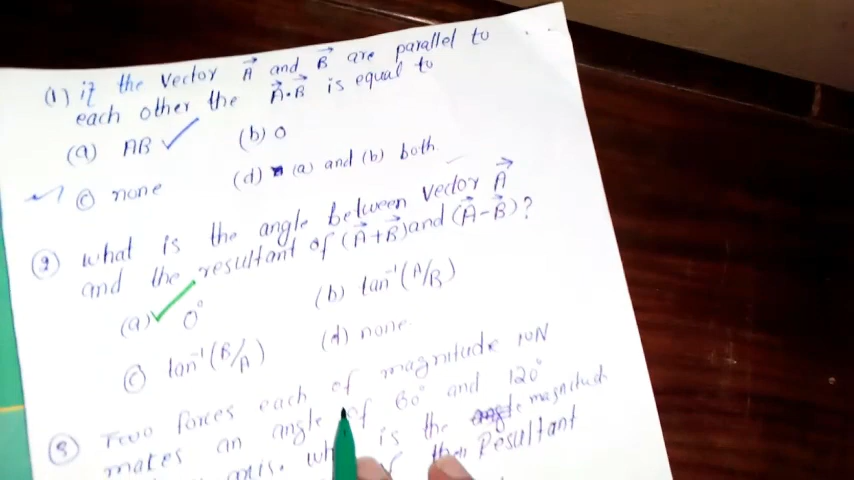 (1) if the vector A⃗ and B⃗ are parallel to
each other the A⃗·B⃗ is equal to
(a) AB ✓ (b) 0
(c) none (d) (a) and (b) both
(2) what is the angle between vector A⃗
and the resultant of (A⃗+B⃗) and (A⃗-B⃗)?
(a) ✓ 0° (b) tan⁻¹(A/B)
(c) tan⁻¹(B/A) (d) none
(3) Two forces each of magnitude 10N
makes an angle of 60° and 120°
axis. is the magnitude
Resultant